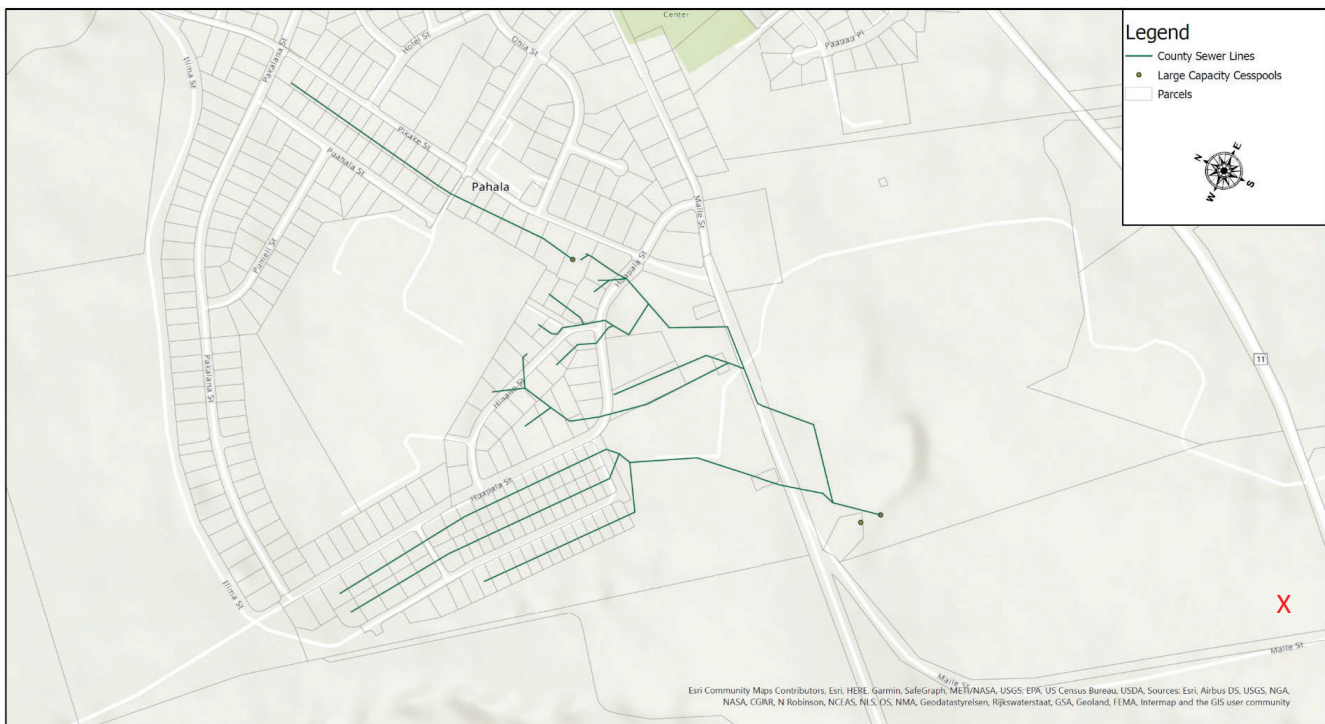 Center
Legend
County Sewer Lines
Large Capacity Cesspools
Parcels
N
E
S
W
Ilima St
Pakalana St
Holei St
Ohia St
Paauau Pl
Pikake St
Puahala St
Pahala
Maile St
Pumeli St
Huapala St
11
Pakalana St
Hinano St
Huapala St
Ilima St
X
Maile St
Maile St
Esri Community Maps Contributors, Esri, HERE, Garmin, SafeGraph, METI/NASA, USGS, EPA, US Census Bureau, USDA, Sources: Esri, Airbus DS, USGS, NGA,
NASA, CGIAR, N Robinson, NCEAS, NLS, OS, NMA, Geodatastyrelsen, Rijkswaterstaat, GSA, Geoland, FEMA, Intermap and the GIS user community